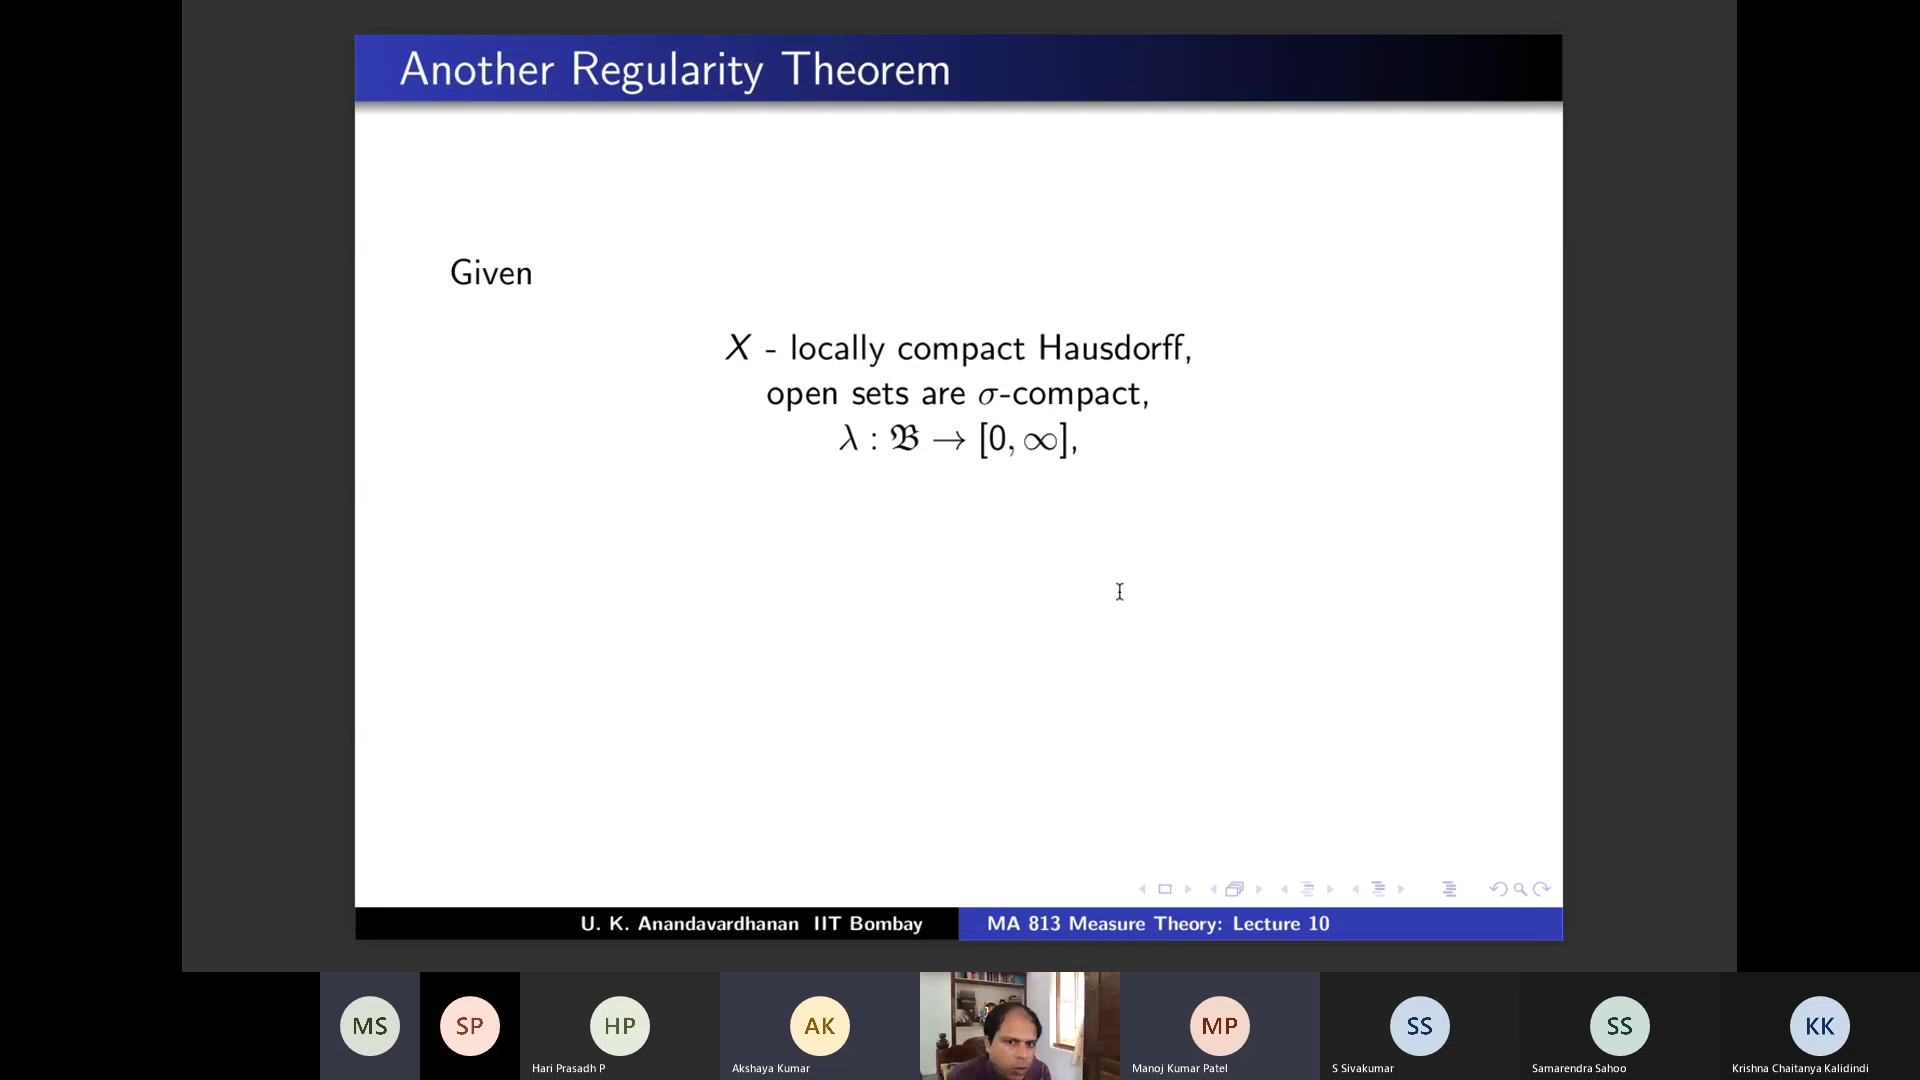 Another Regularity Theorem
Given
X - locally compact Hausdorff,
open sets are σ-compact,
λ : 𝔅 → [0, ∞],
U. K. Anandavardhanan IIT Bombay
MA 813 Measure Theory: Lecture 10
MS
SP
HP
AK
MP
SS
SS
KK
Hari Prasadh P
Akshaya Kumar
Manoj Kumar Patel
S Sivakumar
Samarendra Sahoo
Krishna Chaitanya Kalidindi